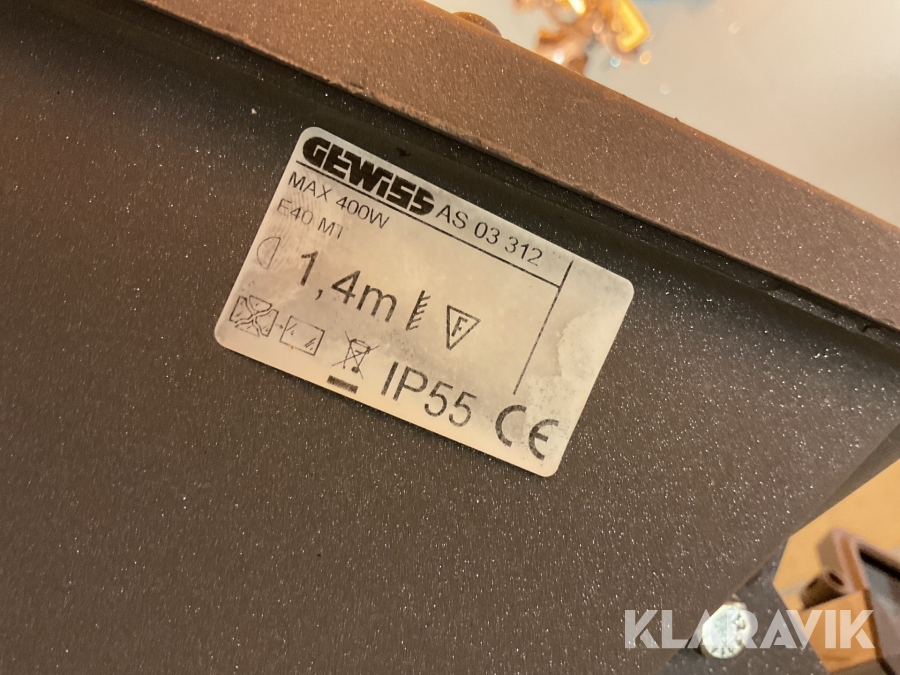 GEWiSS AS 03 312
MAX 400W
E40 MT
1,4m F
IP55 CE
KLARAVIK